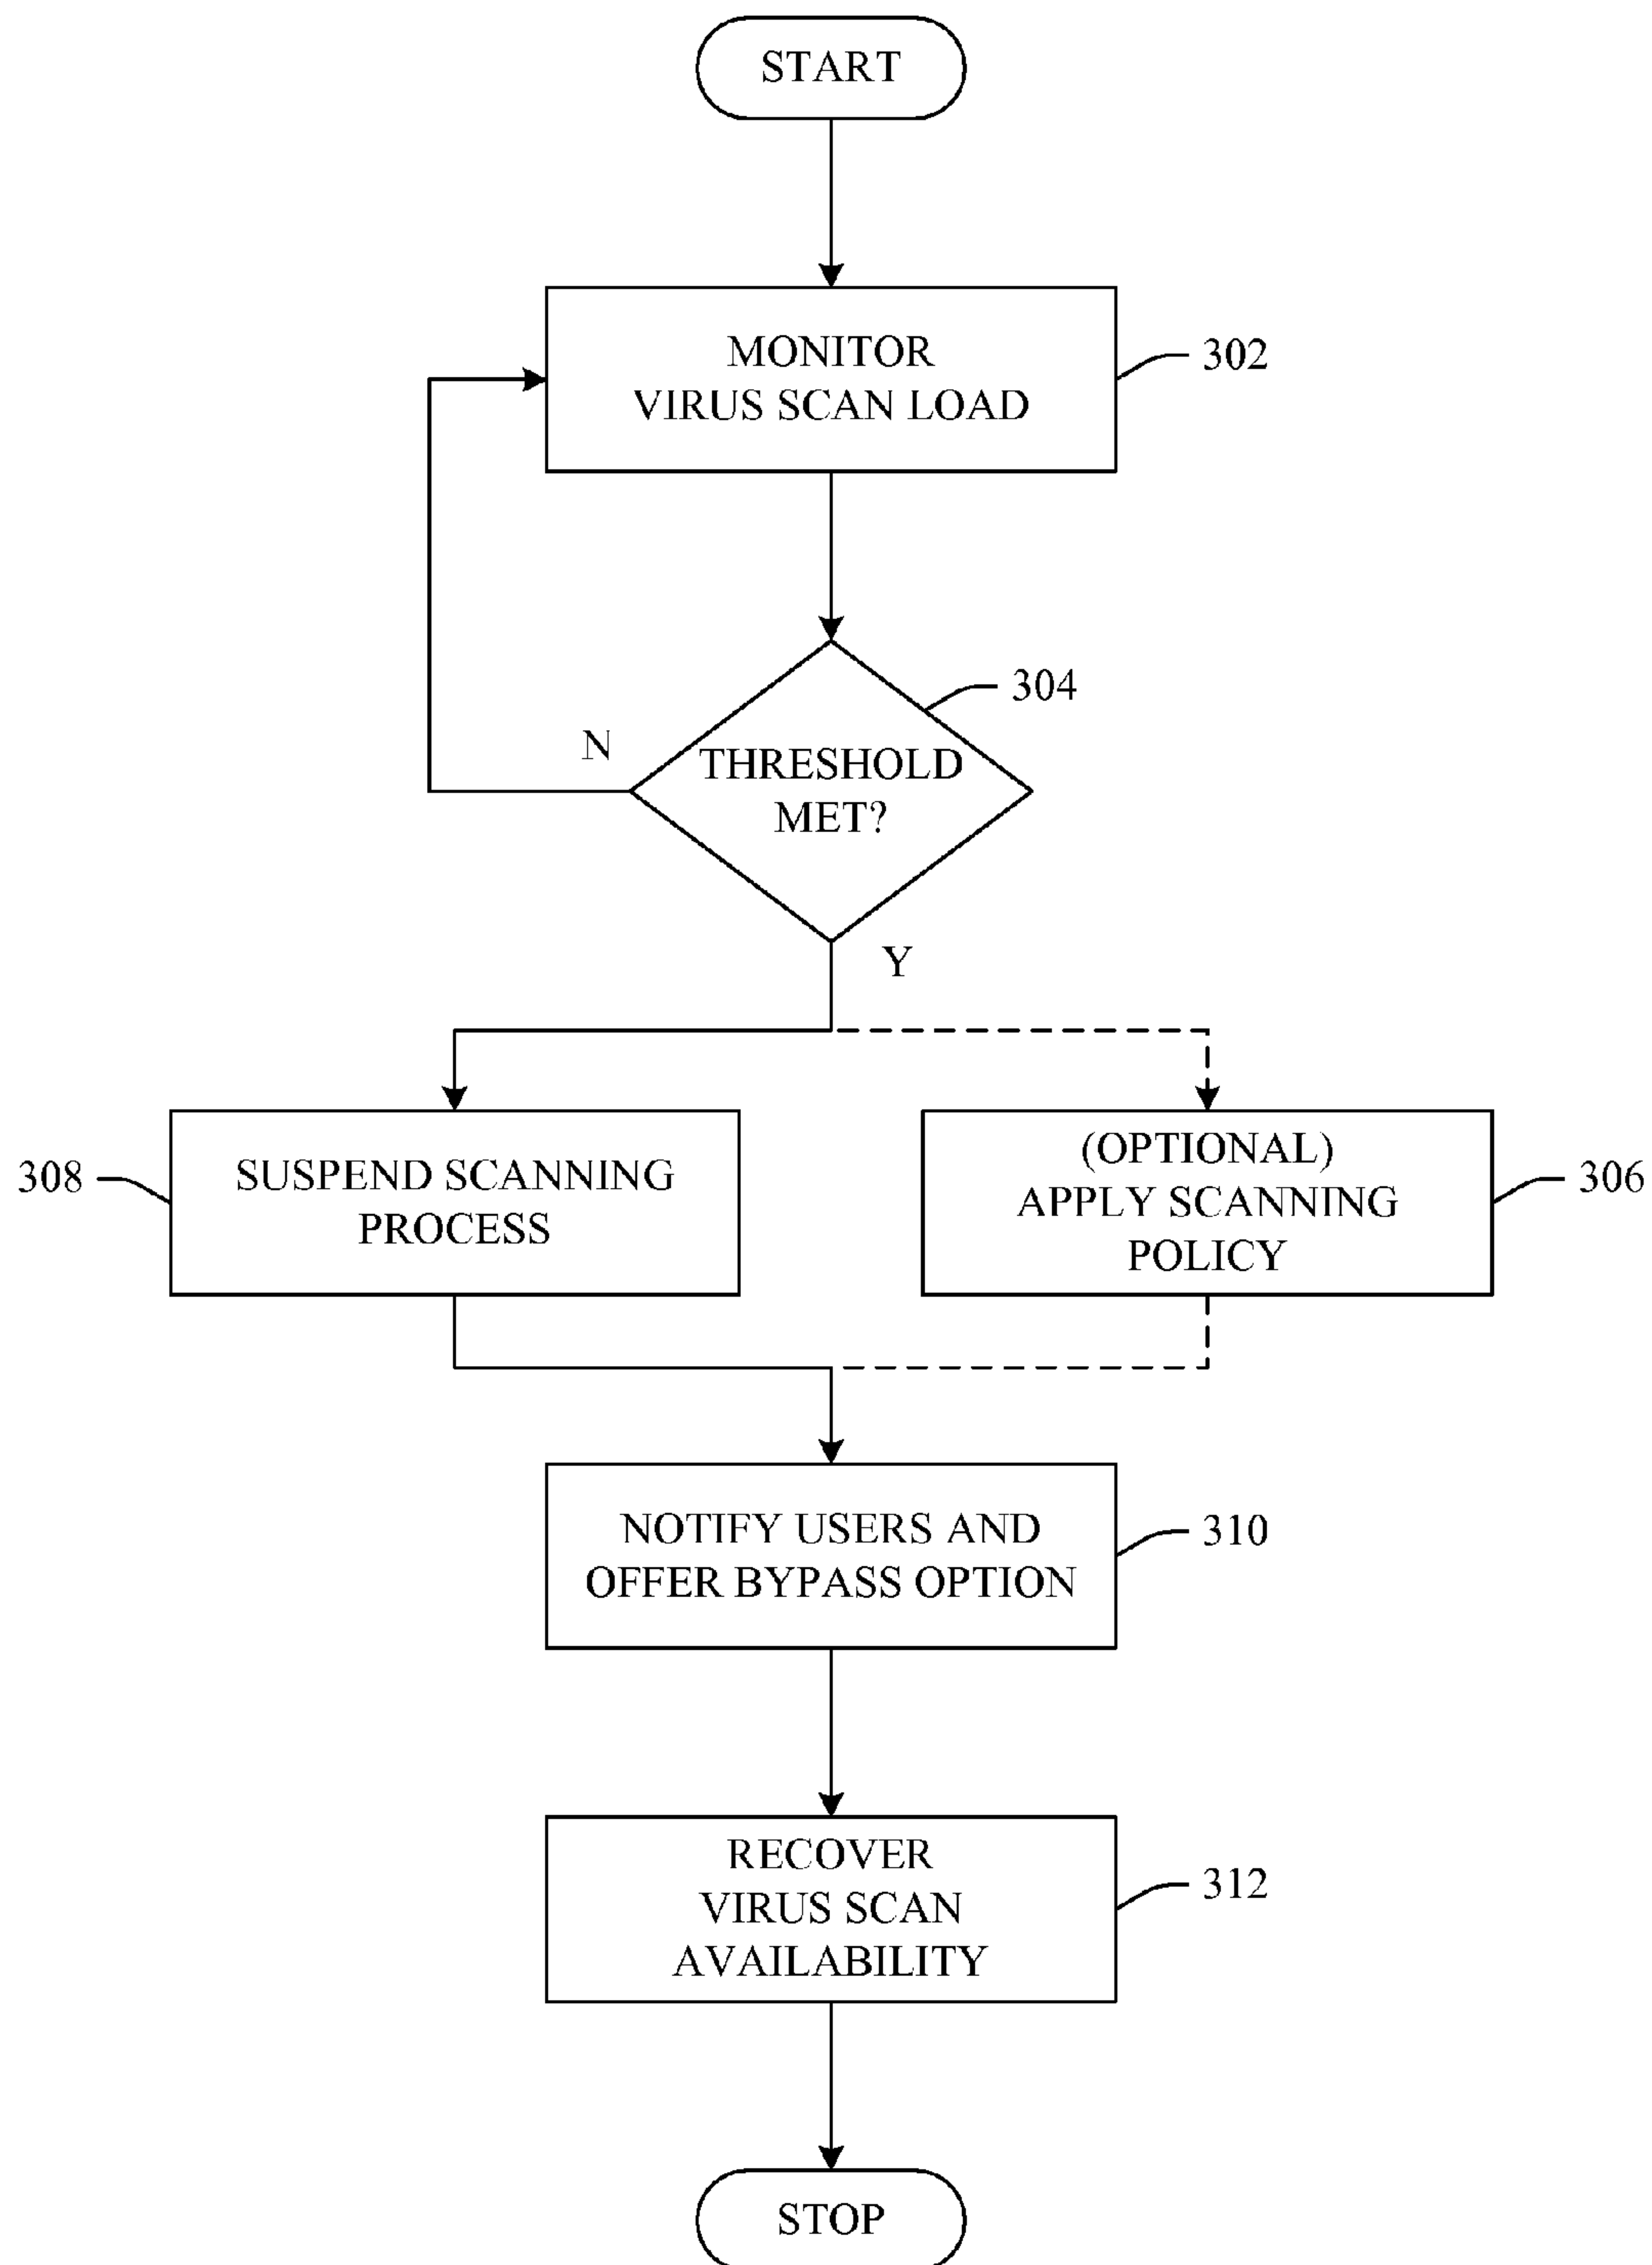 START
MONITOR
VIRUS SCAN LOAD
302
304
N
THRESHOLD
MET?
Y
308
SUSPEND SCANNING
PROCESS
(OPTIONAL)
APPLY SCANNING
POLICY
306
NOTIFY USERS AND
OFFER BYPASS OPTION
310
RECOVER
VIRUS SCAN
AVAILABILITY
312
STOP